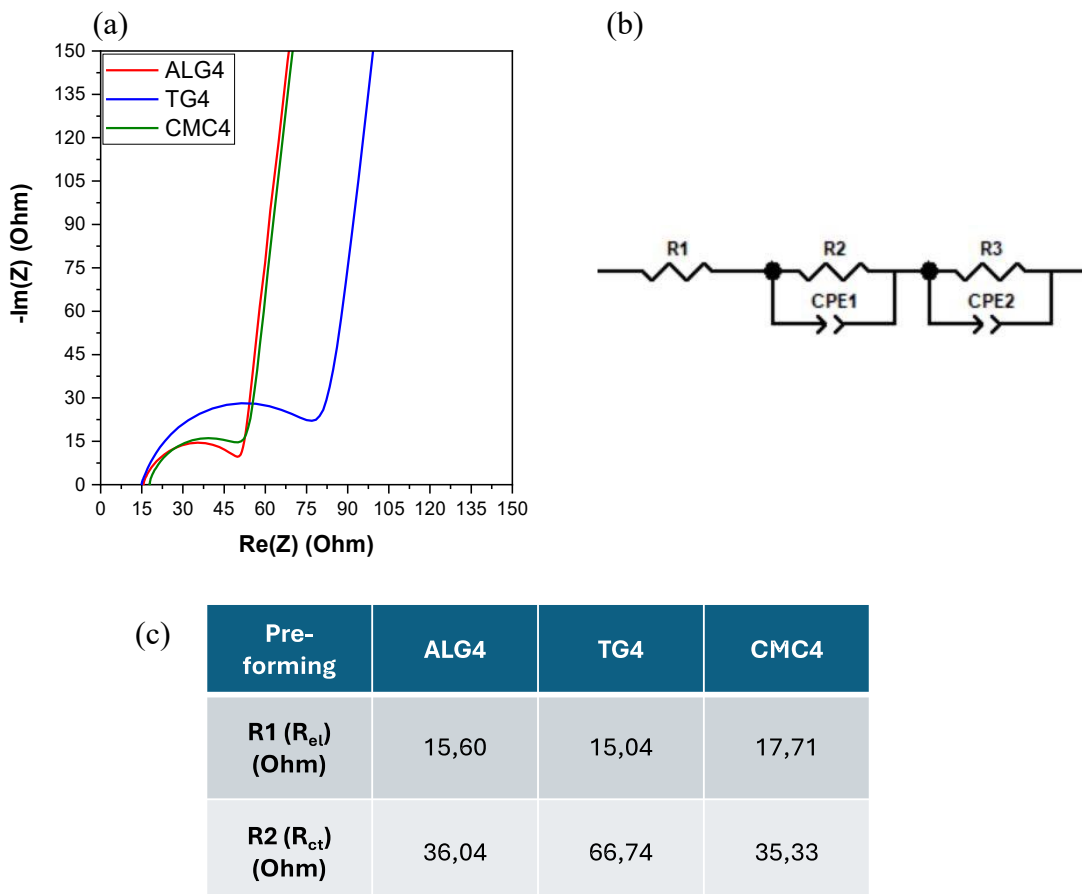 (a)
150
135
120
105
90
75
60
45
30
15
0
-Im(Z) (Ohm)
ALG4
TG4
CMC4
0 15 30 45 60 75 90 105 120 135 150
Re(Z) (Ohm)
(b)
R1
R2
CPE1
R3
CPE2
(c)
Pre-
forming
ALG4
TG4
CMC4
R1 (Rel)
(Ohm)
15,60
15,04
17,71
R2 (Rct)
(Ohm)
36,04
66,74
35,33